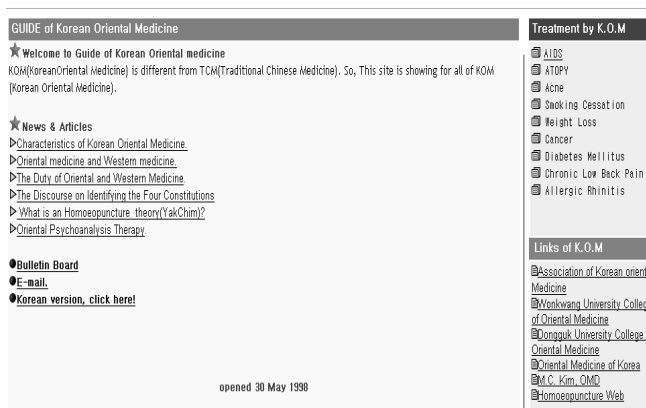 GUIDE of Korean Oriental Medicine
Welcome to Guide of Korean Oriental medicine
KOM(KoreanOriental Medicine) is different from TCM(Traditional Chinese Medicine). So, This site is showing for all of KOM
(Korean Oriental Medicine).
News & Articles
Characteristics of Korean Oriental Medicine.
Oriental medicine and Western medicine.
The Duty of Oriental and Western Medicine.
The Discourse on Identifying the Four Constitutions
What is an Homoeopuncture theory(YakChim)?
Oriental Psychoanalysis Therapy.
Bulletin Board
E-mail.
Korean version, click here!
opened 30 May 1998
Treatment by K.O.M
AIDS
ATOPY
Acne
Smoking Cessation
Weight Loss
Cancer
Diabetes Mellitus
Chronic Low Back Pain
Allergic Rhinitis
Links of K.O.M
Association of Korean orient
Medicine
Wonkwang University Colleg
of Oriental Medicine
Dongguk University College
Oriental Medicine
Oriental Medicine of Korea
M.C. Kim, OMD
Homoeopuncture Web